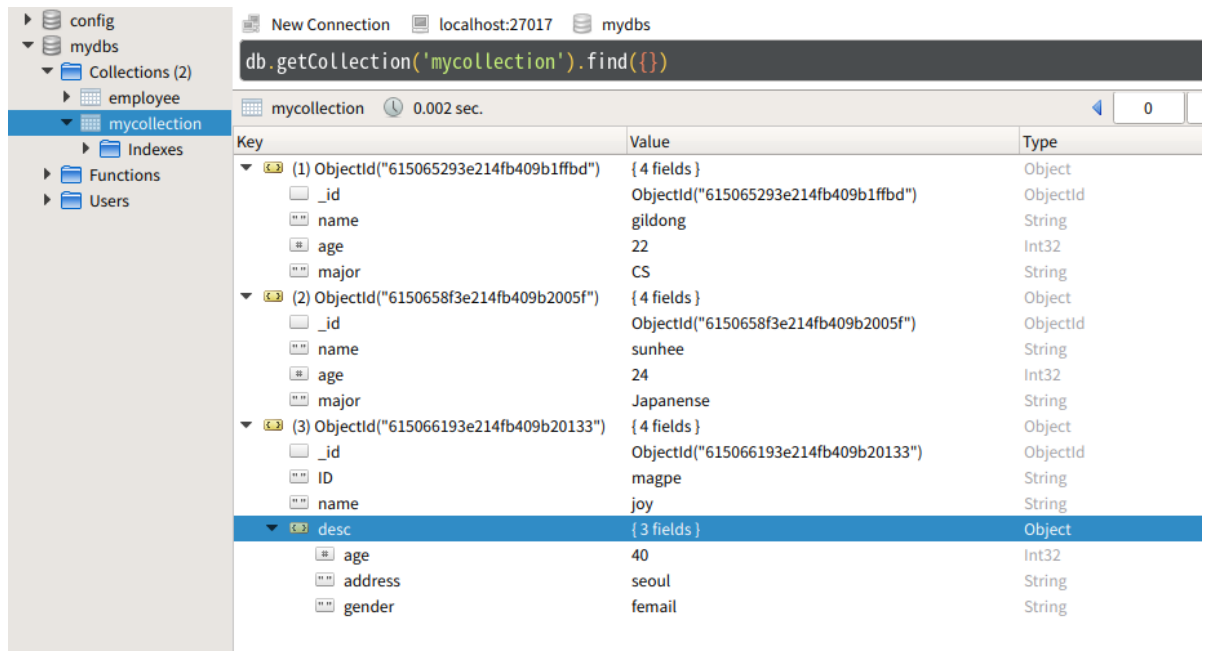 config
mydbs
Collections (2)
employee
mycollection
Indexes
Functions
Users
New Connection localhost:27017 mydbs
db.getCollection('mycollection').find({})
mycollection 0.002 sec. 0
Key Value Type
(1) ObjectId("615065293e214fb409b1ffbd") { 4 fields } Object
_id ObjectId("615065293e214fb409b1ffbd") ObjectId
name gildong String
age 22 Int32
major CS String
(2) ObjectId("6150658f3e214fb409b2005f") { 4 fields } Object
_id ObjectId("6150658f3e214fb409b2005f") ObjectId
name sunhee String
age 24 Int32
major Japanense String
(3) ObjectId("615066193e214fb409b20133") { 4 fields } Object
_id ObjectId("615066193e214fb409b20133") ObjectId
ID magpe String
name joy String
desc { 3 fields } Object
age 40 Int32
address seoul String
gender femail String